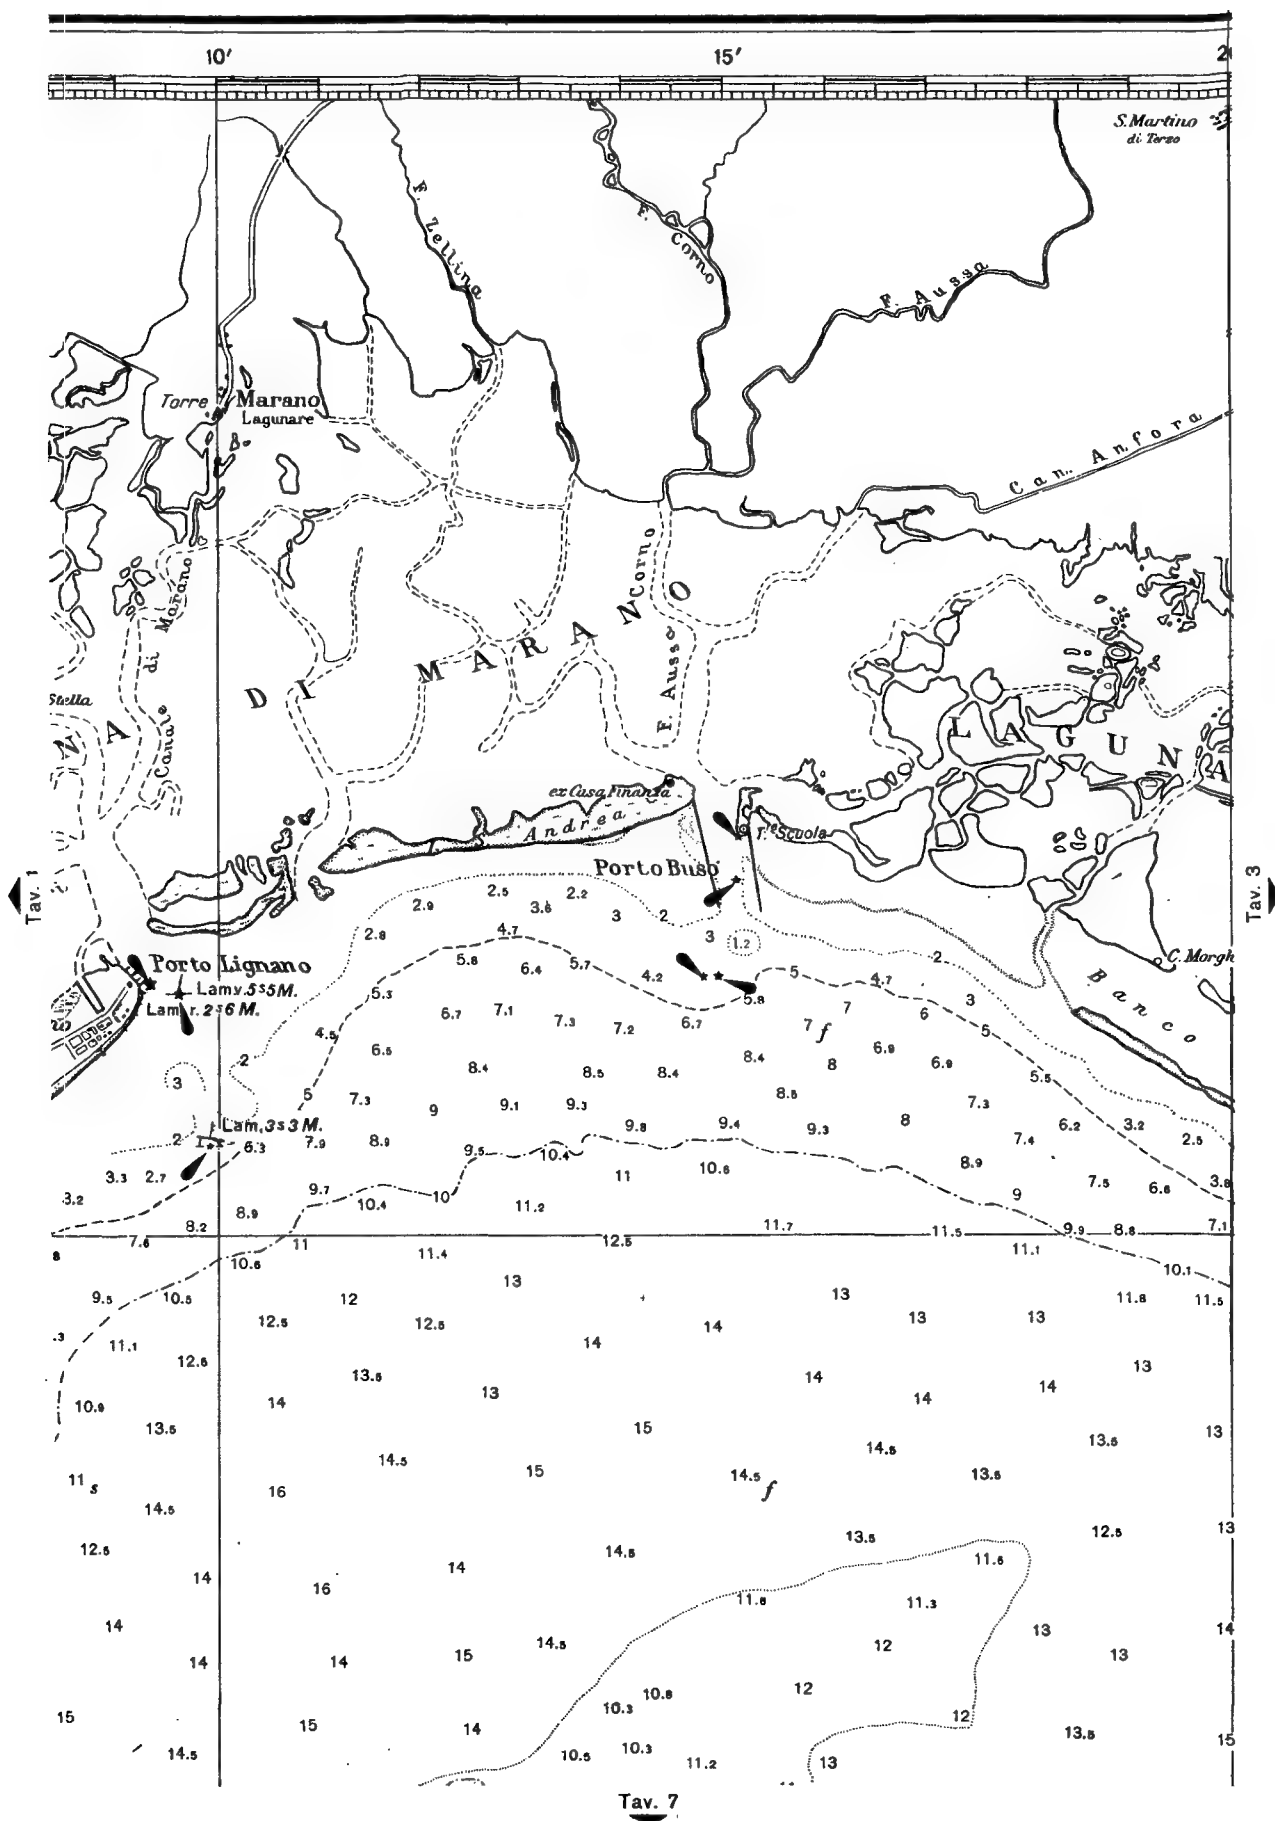 10′ 15′
S. Martino
di Terzo
F. Zellina
F. Corno
F. Aussa
Torre
Marano
Lagunare
Can. Anfora
Canale di Marano
Corno
F. Aussa
DI MARANO
Stella
LAGUNA
ex Casa Finanza
Andrea
Te Scuola
Porto Buso
Tav. 1
Tav. 3
2.5 2.2
2.9 3.6 3 2
2.8 4.7 3 1.2 2
C. Morgh
Porto Lignano
5.8 6.4 5.7 4.2 5 4.7
Lam.v. 5s5M.
5.3 5.8 3
Banco
Lam.r. 2s6M.
6.7 7.1 7.3 7.2 6.7 7 7 6
f
4.5 5
2 6.5 8.4 8.5 8.4 8.4 8 6.9 6.9
3 5 5.5
7.3 9 9.1 9.3 8.5 7.3
Lam. 3s3M.
9.8 9.4 9.3 8 6.2 3.2
2 6.3 7.9 8.9 9.5 10.4 7.4 2.5
3.3 2.7 11 10.6 8.9
3.2 9.7 10.4 10 9 7.5 6.6 3.8
8.2 8.9 11.2 11.7 11.5 9.9 8.8 7.1
7.6 11 12.5
8 10.6 11.4 11.1
13 10.1
9.5 10.5 12 13 11.8 11.5
12.5 12.5 14 13 13
.3 11.1 14
12.5 13.5 13 14 14 13
10.9 14 14
13.5 15 14.5 13.5 13
11 s 14.5 15 14.5 13.5
14.5 16 f
12.5 14.5 13.5 12.5 13
14 16 14 11.6
11.6 11.3
14 14.5 12 13 14
14 14 15 13
15 10.3 10.8 12
15 14 12 13.5 15
14.5 10.5 10.3 11.2 13
Tav. 7